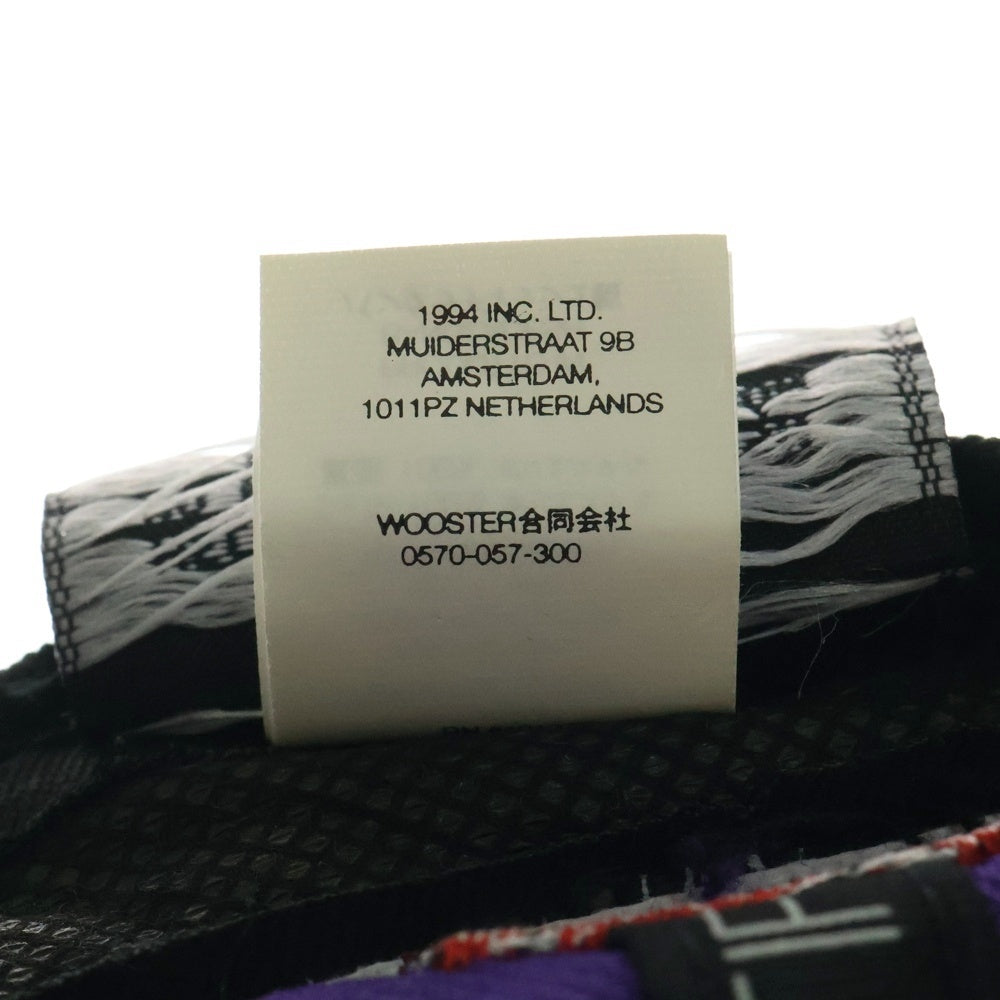 1994 INC. LTD.
MUIDERSTRAAT 9B
AMSTERDAM,
1011PZ NETHERLANDS
WOOSTER合同会社
0570-057-300